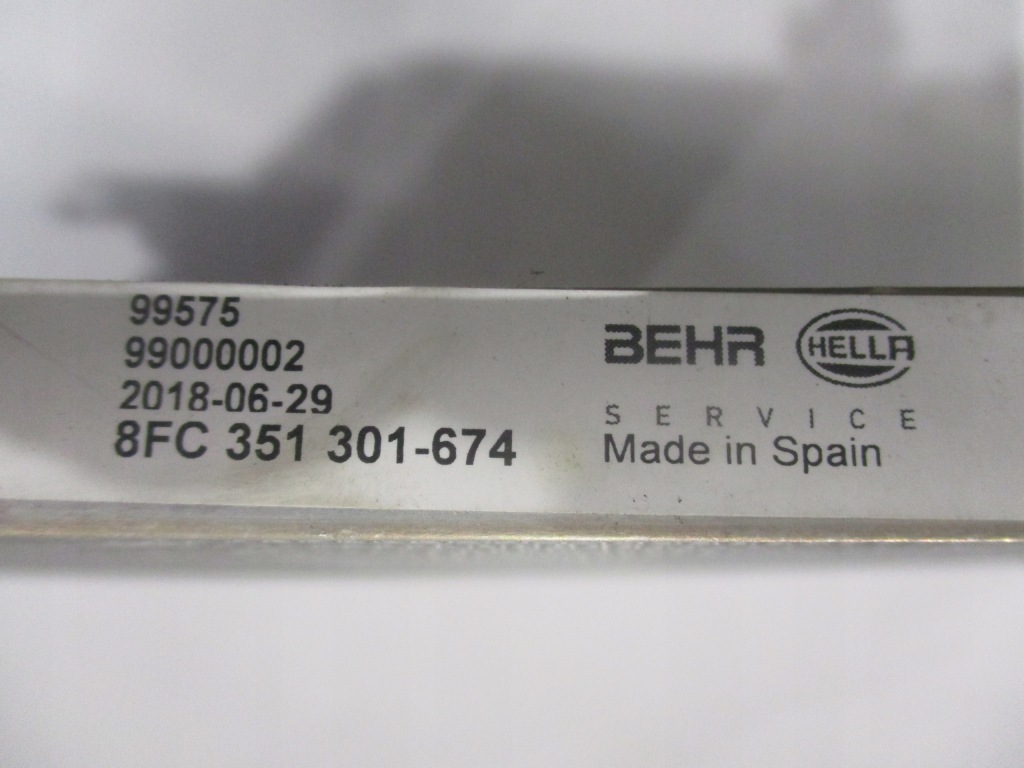 99575
99000002
2018-06-29
8FC 351 301-674
BEHR HELLA
SERVICE
Made in Spain